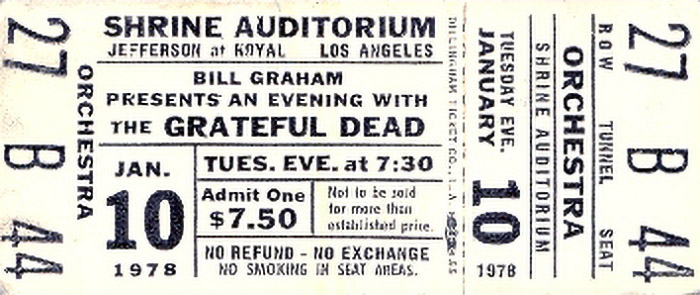 27 B 44
ORCHESTRA
SHRINE AUDITORIUM
JEFFERSON at ROYAL LOS ANGELES
BILL GRAHAM
PRESENTS AN EVENING WITH
THE GRATEFUL DEAD
JAN.
10
1978
TUES. EVE. at 7:30
Admit One
$7.50
Not to be sold
for more than
established price.
NO REFUND - NO EXCHANGE
NO SMOKING IN SEAT AREAS.
DILLINGHAM TICKET CO., L.A.
TUESDAY EVE.
JANUARY
10
1978
SHRINE AUDITORIUM
ORCHESTRA
ROW TUNNEL SEAT
27 B 44